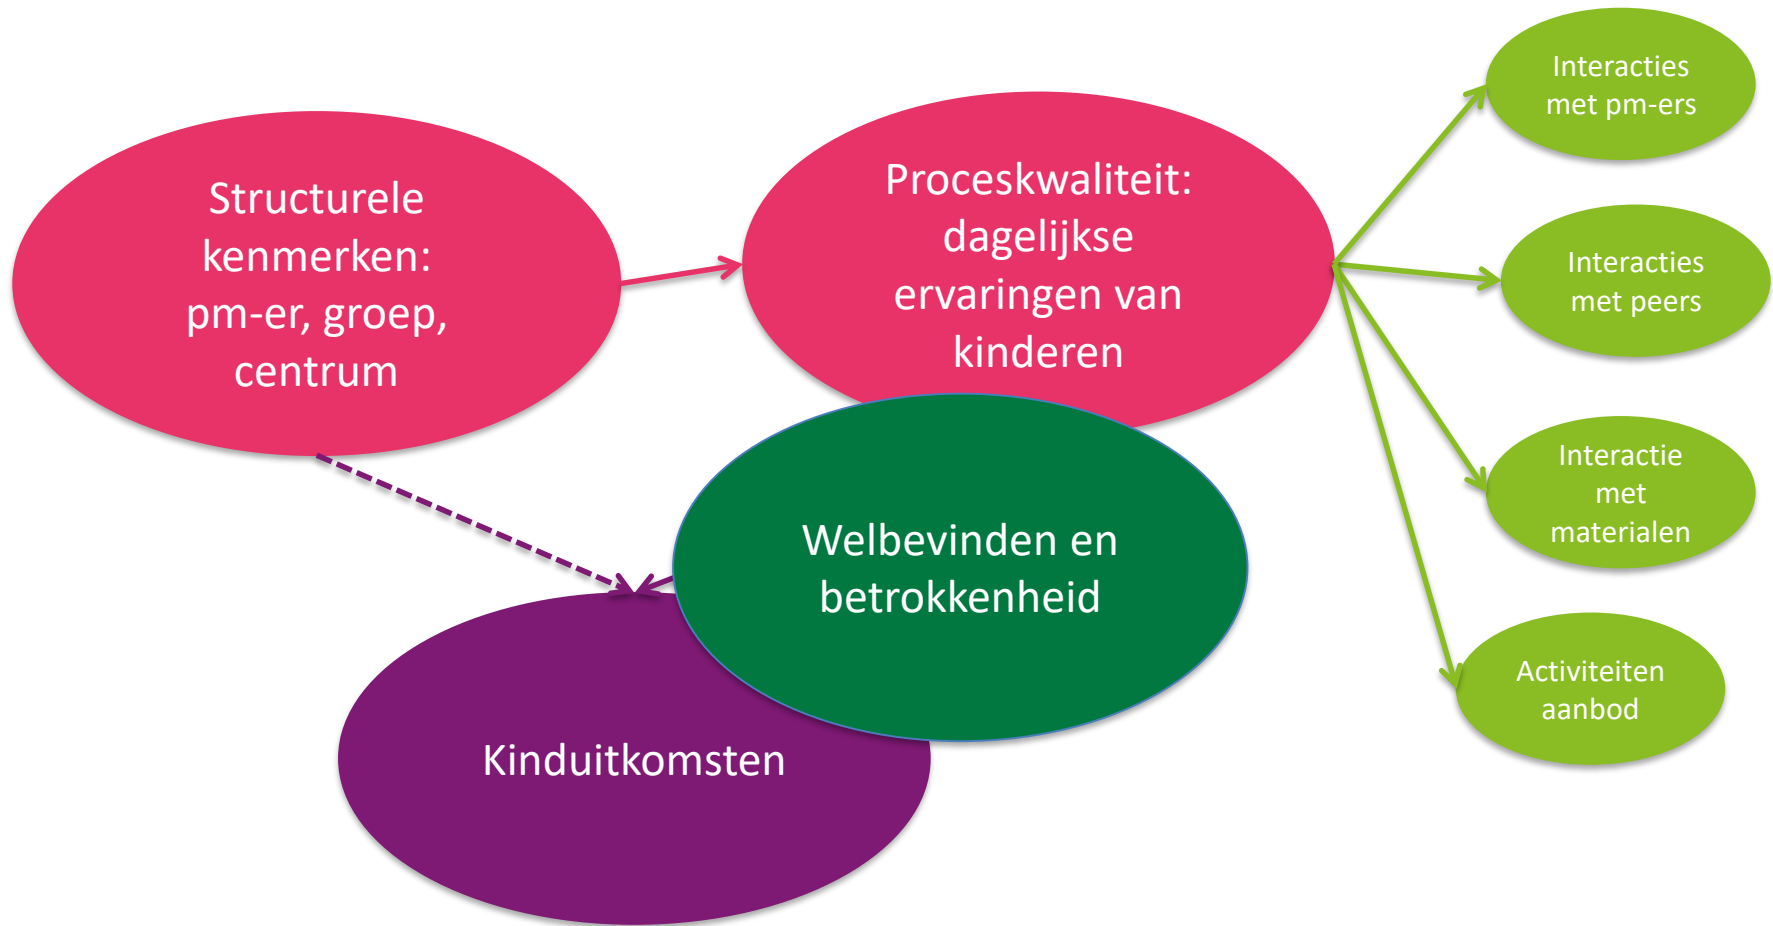 Structurele
kenmerken:
pm-er, groep,
centrum
Proceskwaliteit:
dagelijkse
ervaringen van
kinderen
Welbevinden en
betrokkenheid
Kinduitkomsten
Interacties
met pm-ers
Interacties
met peers
Interactie
met
materialen
Activiteiten
aanbod